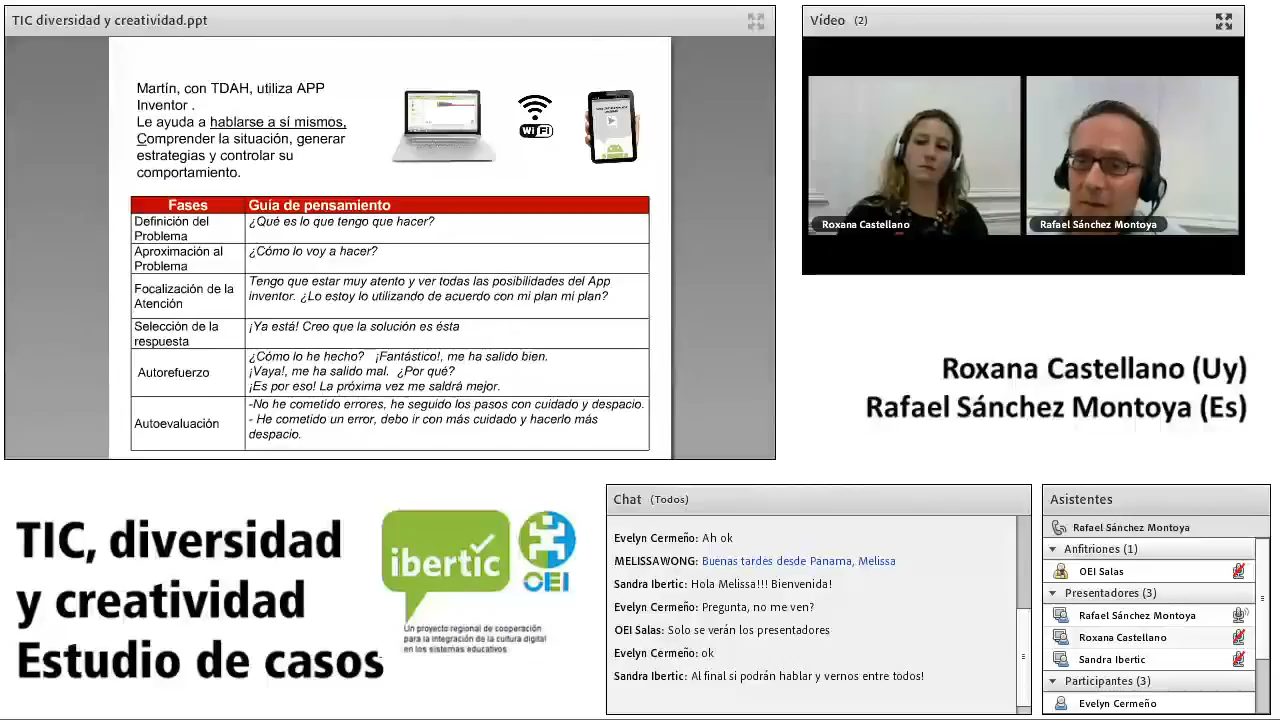 TIC diversidad y creatividad.ppt
Martín, con TDAH, utiliza APP
Inventor .
Le ayuda a hablarse a sí mismos,
Comprender la situación, generar
estrategias y controlar su
comportamiento.
Wi Fi
Fases Guía de pensamiento
Definición del
Problema
¿Qué es lo que tengo que hacer?
Aproximación al
Problema
¿Cómo lo voy a hacer?
Focalización de la
Atención
Tengo que estar muy atento y ver todas las posibilidades del App
inventor. ¿Lo estoy lo utilizando de acuerdo con mi plan mi plan?
Selección de la
respuesta
¡Ya está! Creo que la solución es ésta
Autorefuerzo
¿Cómo lo he hecho? ¡Fantástico!, me ha salido bien.
¡Vaya!, me ha salido mal. ¿Por qué?
¡Es por eso! La próxima vez me saldrá mejor.
Autoevaluación
-No he cometido errores, he seguido los pasos con cuidado y despacio.
- He cometido un error, debo ir con más cuidado y hacerlo más
despacio.
Vídeo (2)
Roxana Castellano
Rafael Sánchez Montoya
Roxana Castellano (Uy)
Rafael Sánchez Montoya (Es)
TIC, diversidad
y creatividad
Estudio de casos
ibertic
OEI
Un proyecto regional de cooperación
para la integración de la cultura digital
en los sistemas educativos
Chat (Todos)
Evelyn Cermeño: Ah ok
MELISSAWONG: Buenas tardes desde Panama, Melissa
Sandra Ibertic: Hola Melissa!!! Bienvenida!
Evelyn Cermeño: Pregunta, no me ven?
OEI Salas: Solo se verán los presentadores
Evelyn Cermeño: ok
Sandra Ibertic: Al final si podrán hablar y vernos entre todos!
Asistentes
Rafael Sánchez Montoya
Anfitriones (1)
OEI Salas
Presentadores (3)
Rafael Sánchez Montoya
Roxana Castellano
Sandra Ibertic
Participantes (3)
Evelyn Cermeño